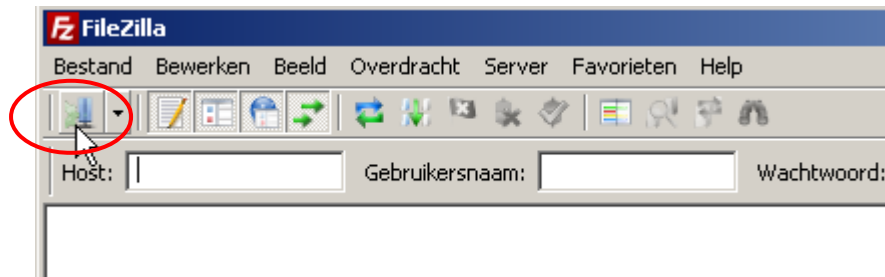 FileZilla
Bestand Bewerken Beeld Overdracht Server Favorieten Help
Host: Gebruikersnaam: Wachtwoord: